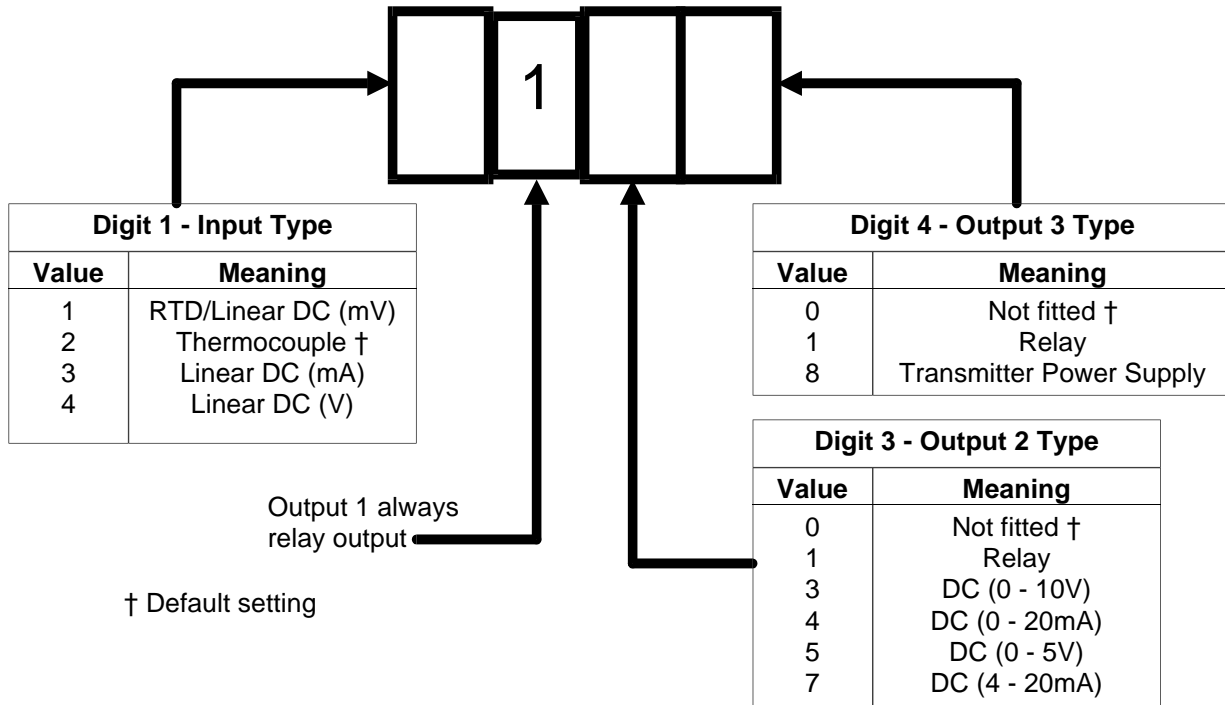 1
Digit 1 - Input Type
Value Meaning
1 RTD/Linear DC (mV)
2 Thermocouple †
3 Linear DC (mA)
4 Linear DC (V)
Digit 4 - Output 3 Type
Value Meaning
0 Not fitted †
1 Relay
8 Transmitter Power Supply
Digit 3 - Output 2 Type
Value Meaning
0 Not fitted †
1 Relay
3 DC (0 - 10V)
4 DC (0 - 20mA)
5 DC (0 - 5V)
7 DC (4 - 20mA)
Output 1 always
relay output
† Default setting